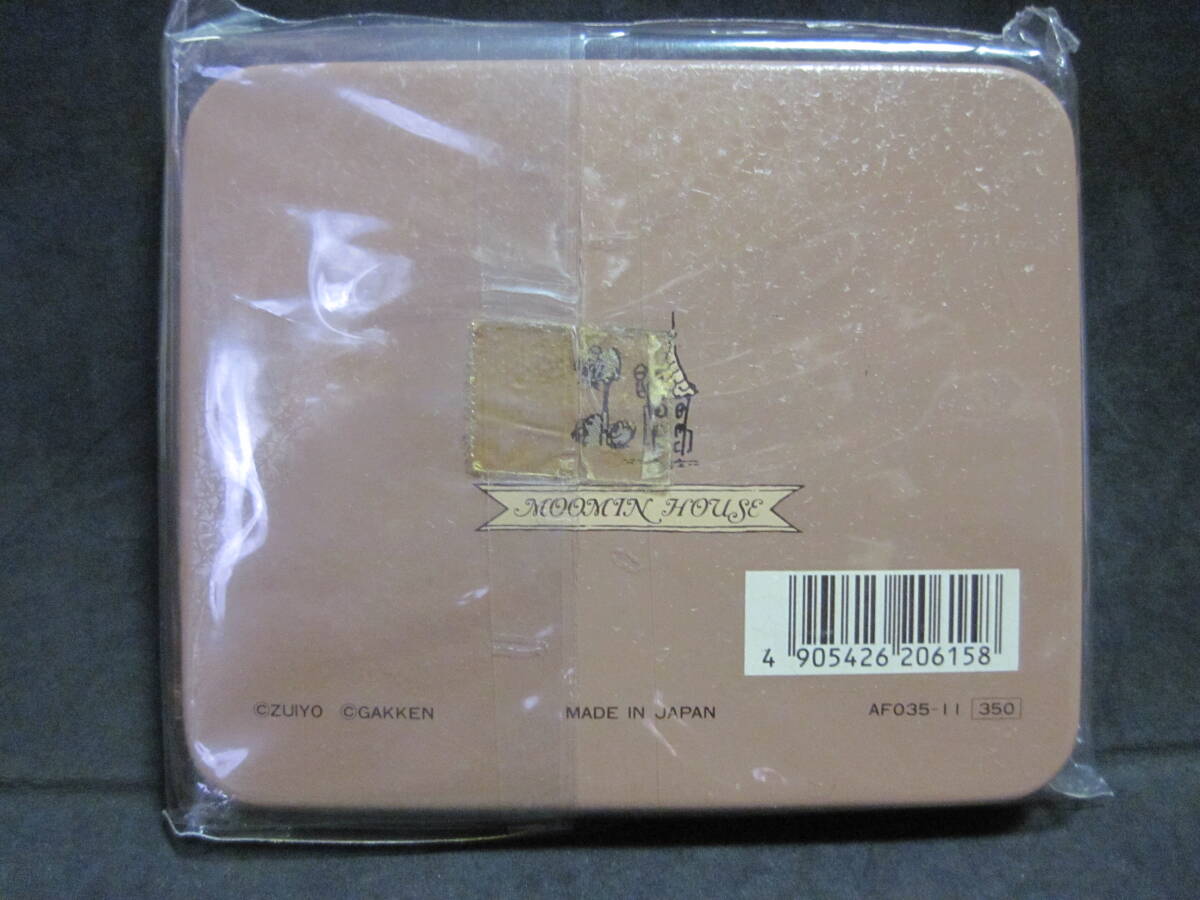 MOOMIN HOUSE
4 905426 206158
©ZUIYO ©GAKKEN
MADE IN JAPAN
AF035-11 350